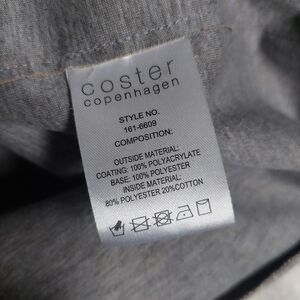 coster
copenhagen
STYLE NO.
161-6609
COMPOSITION:
OUTSIDE MATERIAL:
COATING: 100% POLYACRYLATE
BASE: 100% POLYESTER
INSIDE MATERIAL:
80% POLYESTER 20%COTTON